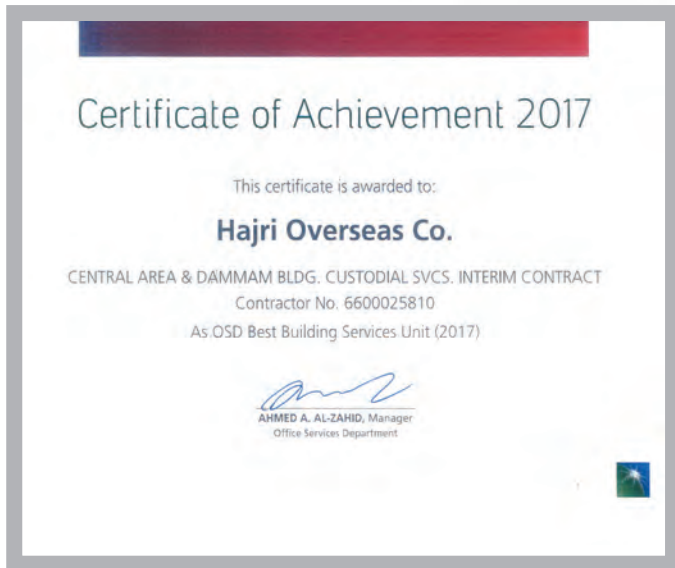 Certificate of Achievement 2017
This certificate is awarded to:
Hajri Overseas Co.
CENTRAL AREA & DAMMAM BLDG. CUSTODIAL SVCS. INTERIM CONTRACT
Contractor No. 6600025810
As OSD Best Building Services Unit (2017)
AHMED A. AL-ZAHID, Manager
Office Services Department